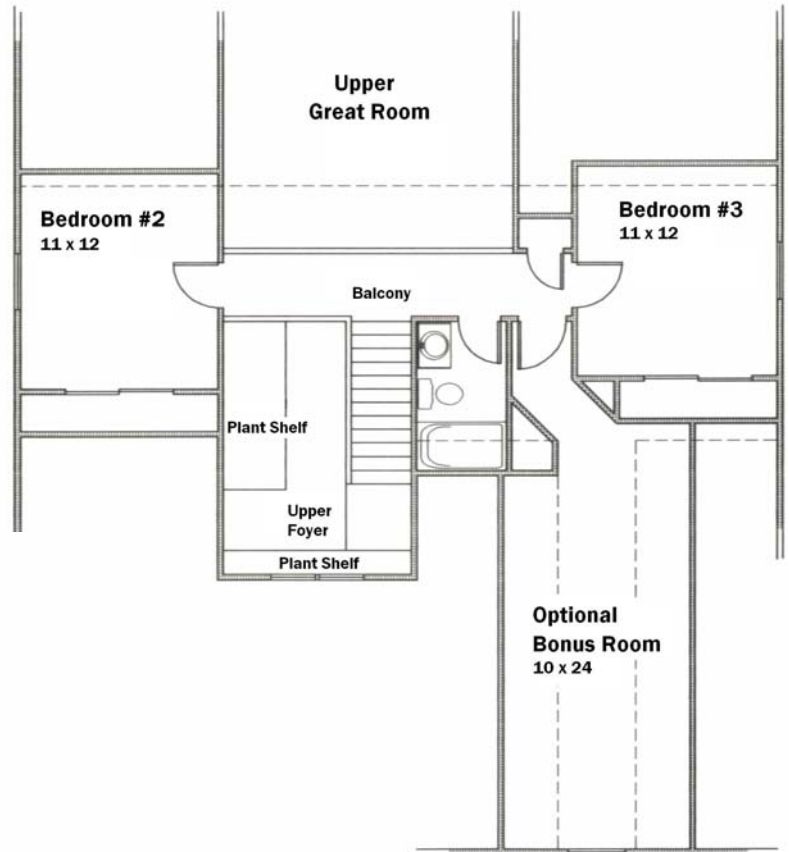 Upper
Great Room
Bedroom #2
11 x 12
Bedroom #3
11 x 12
Balcony
Plant Shelf
Upper
Foyer
Plant Shelf
Optional
Bonus Room
10 x 24